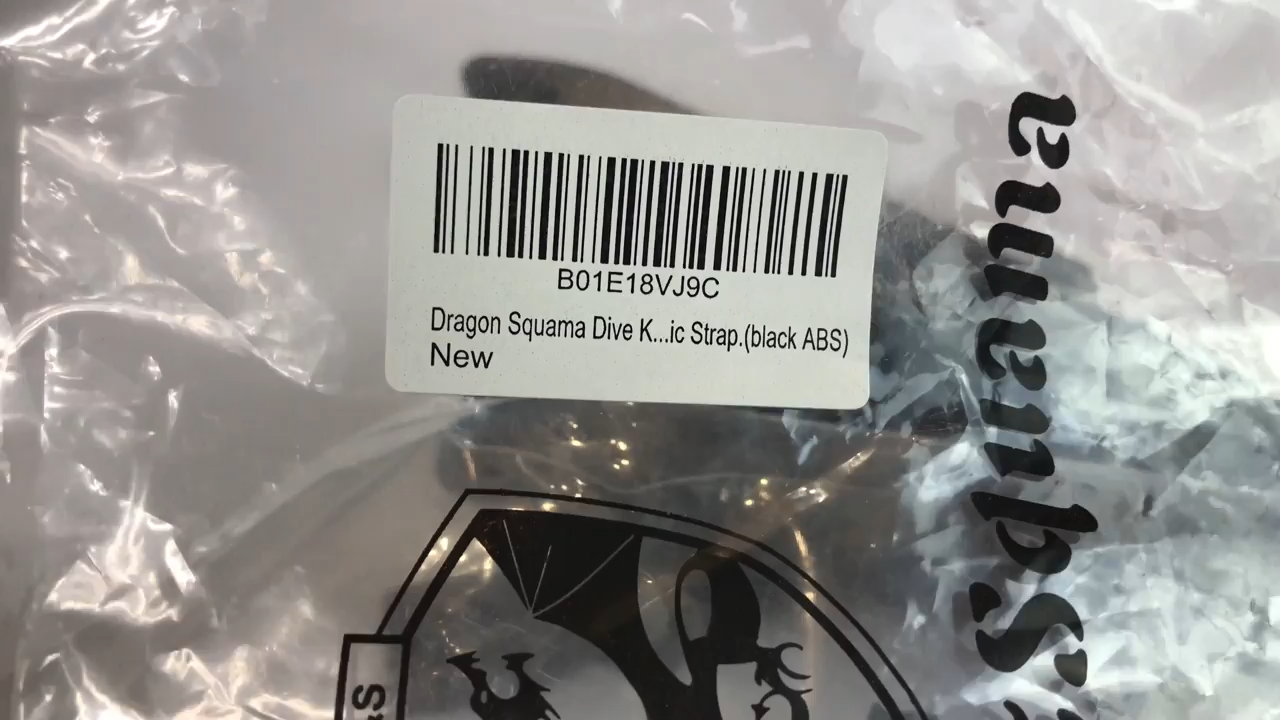 B01E18VJ9C
Dragon Squama Dive K...ic Strap.(black ABS)
New
Squama
S